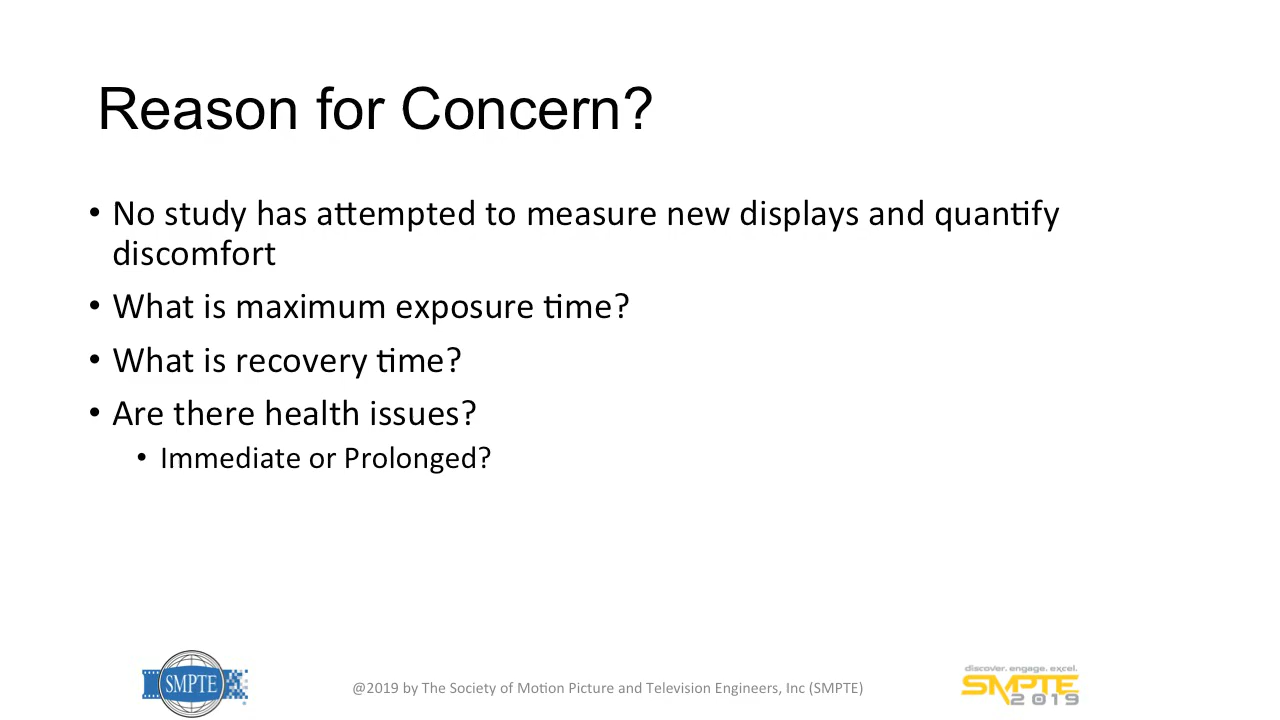 Reason for Concern?
• No study has attempted to measure new displays and quantify
discomfort
• What is maximum exposure time?
• What is recovery time?
• Are there health issues?
• Immediate or Prolonged?
SMPTE
@2019 by The Society of Motion Picture and Television Engineers, Inc (SMPTE)
discover. engage. excel.
SMPTE
2019